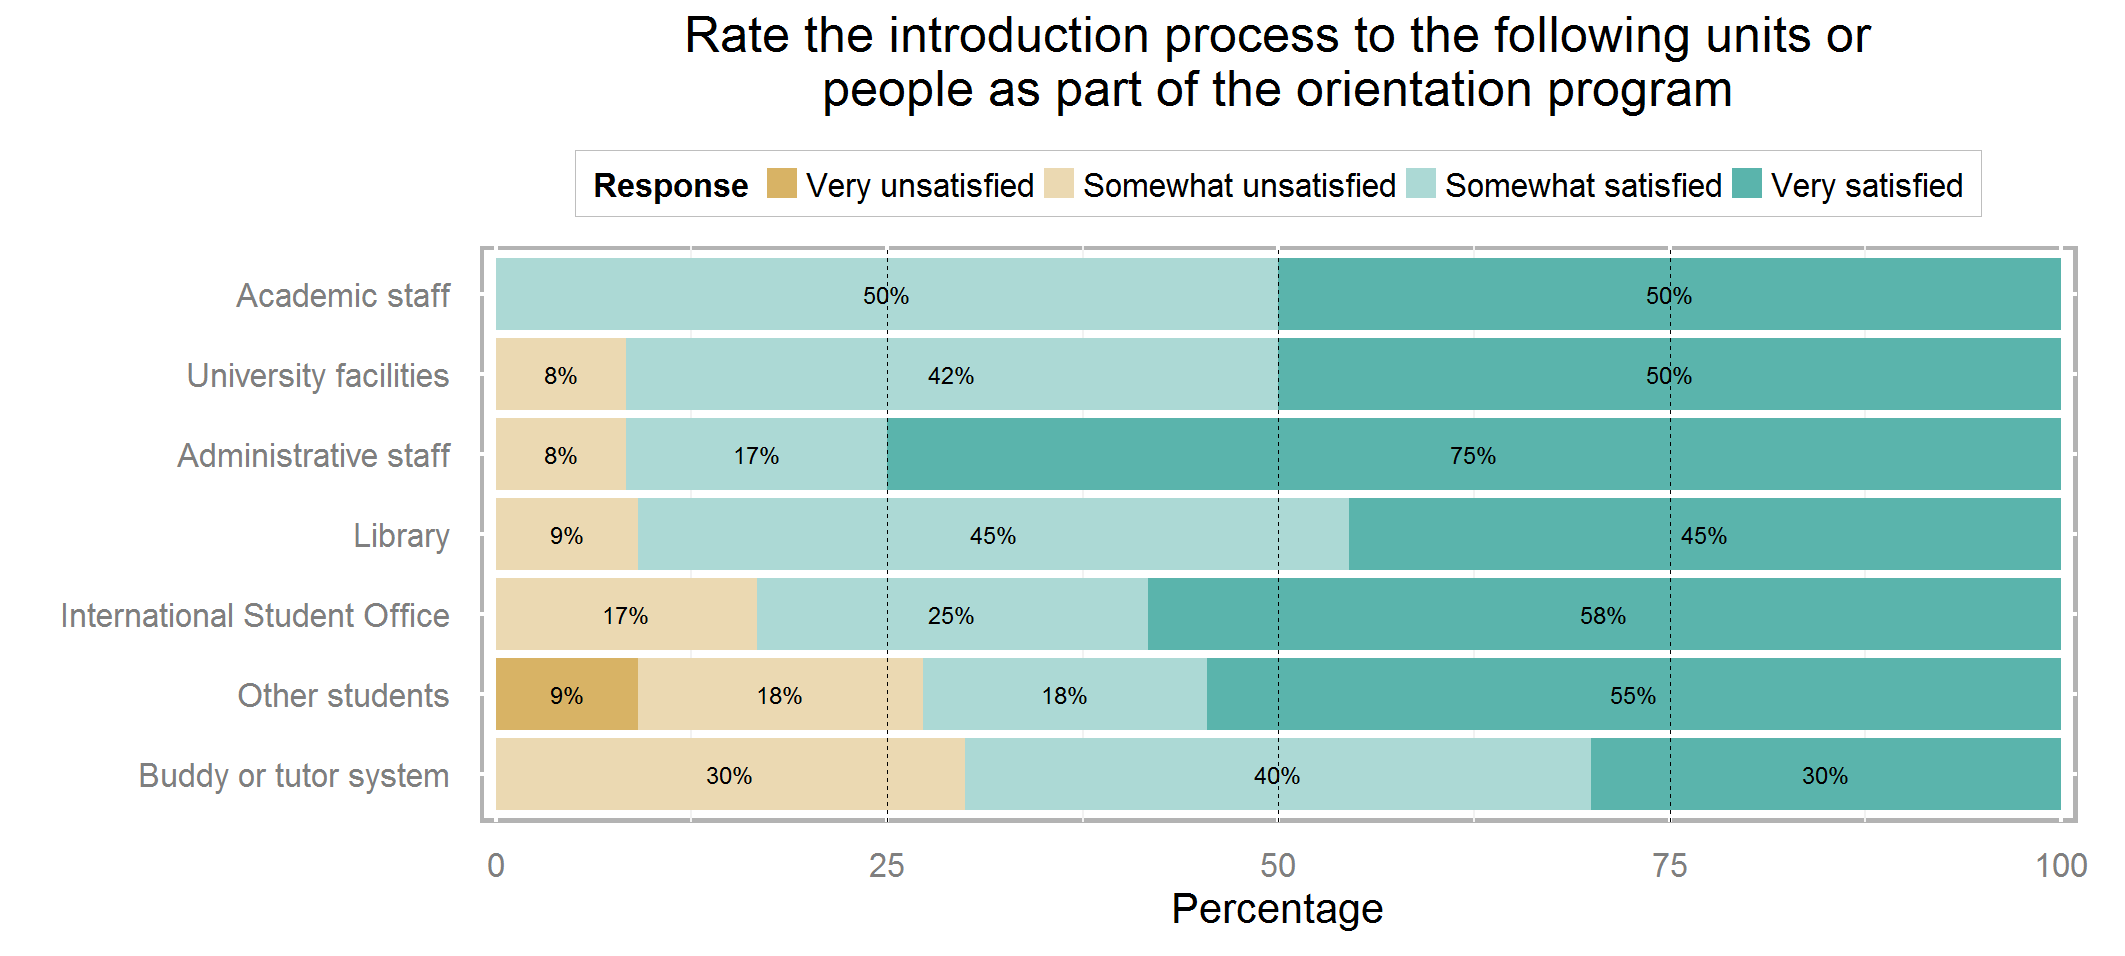 Rate the introduction process to the following units or
people as part of the orientation program
Response Very unsatisfied Somewhat unsatisfied Somewhat satisfied Very satisfied
Academic staff 50% 50%
University facilities 8% 42% 50%
Administrative staff 8% 17% 75%
Library 9% 45% 45%
International Student Office 17% 25% 58%
Other students 9% 18% 18% 55%
Buddy or tutor system 30% 40% 30%
0 25 50 75 100
Percentage